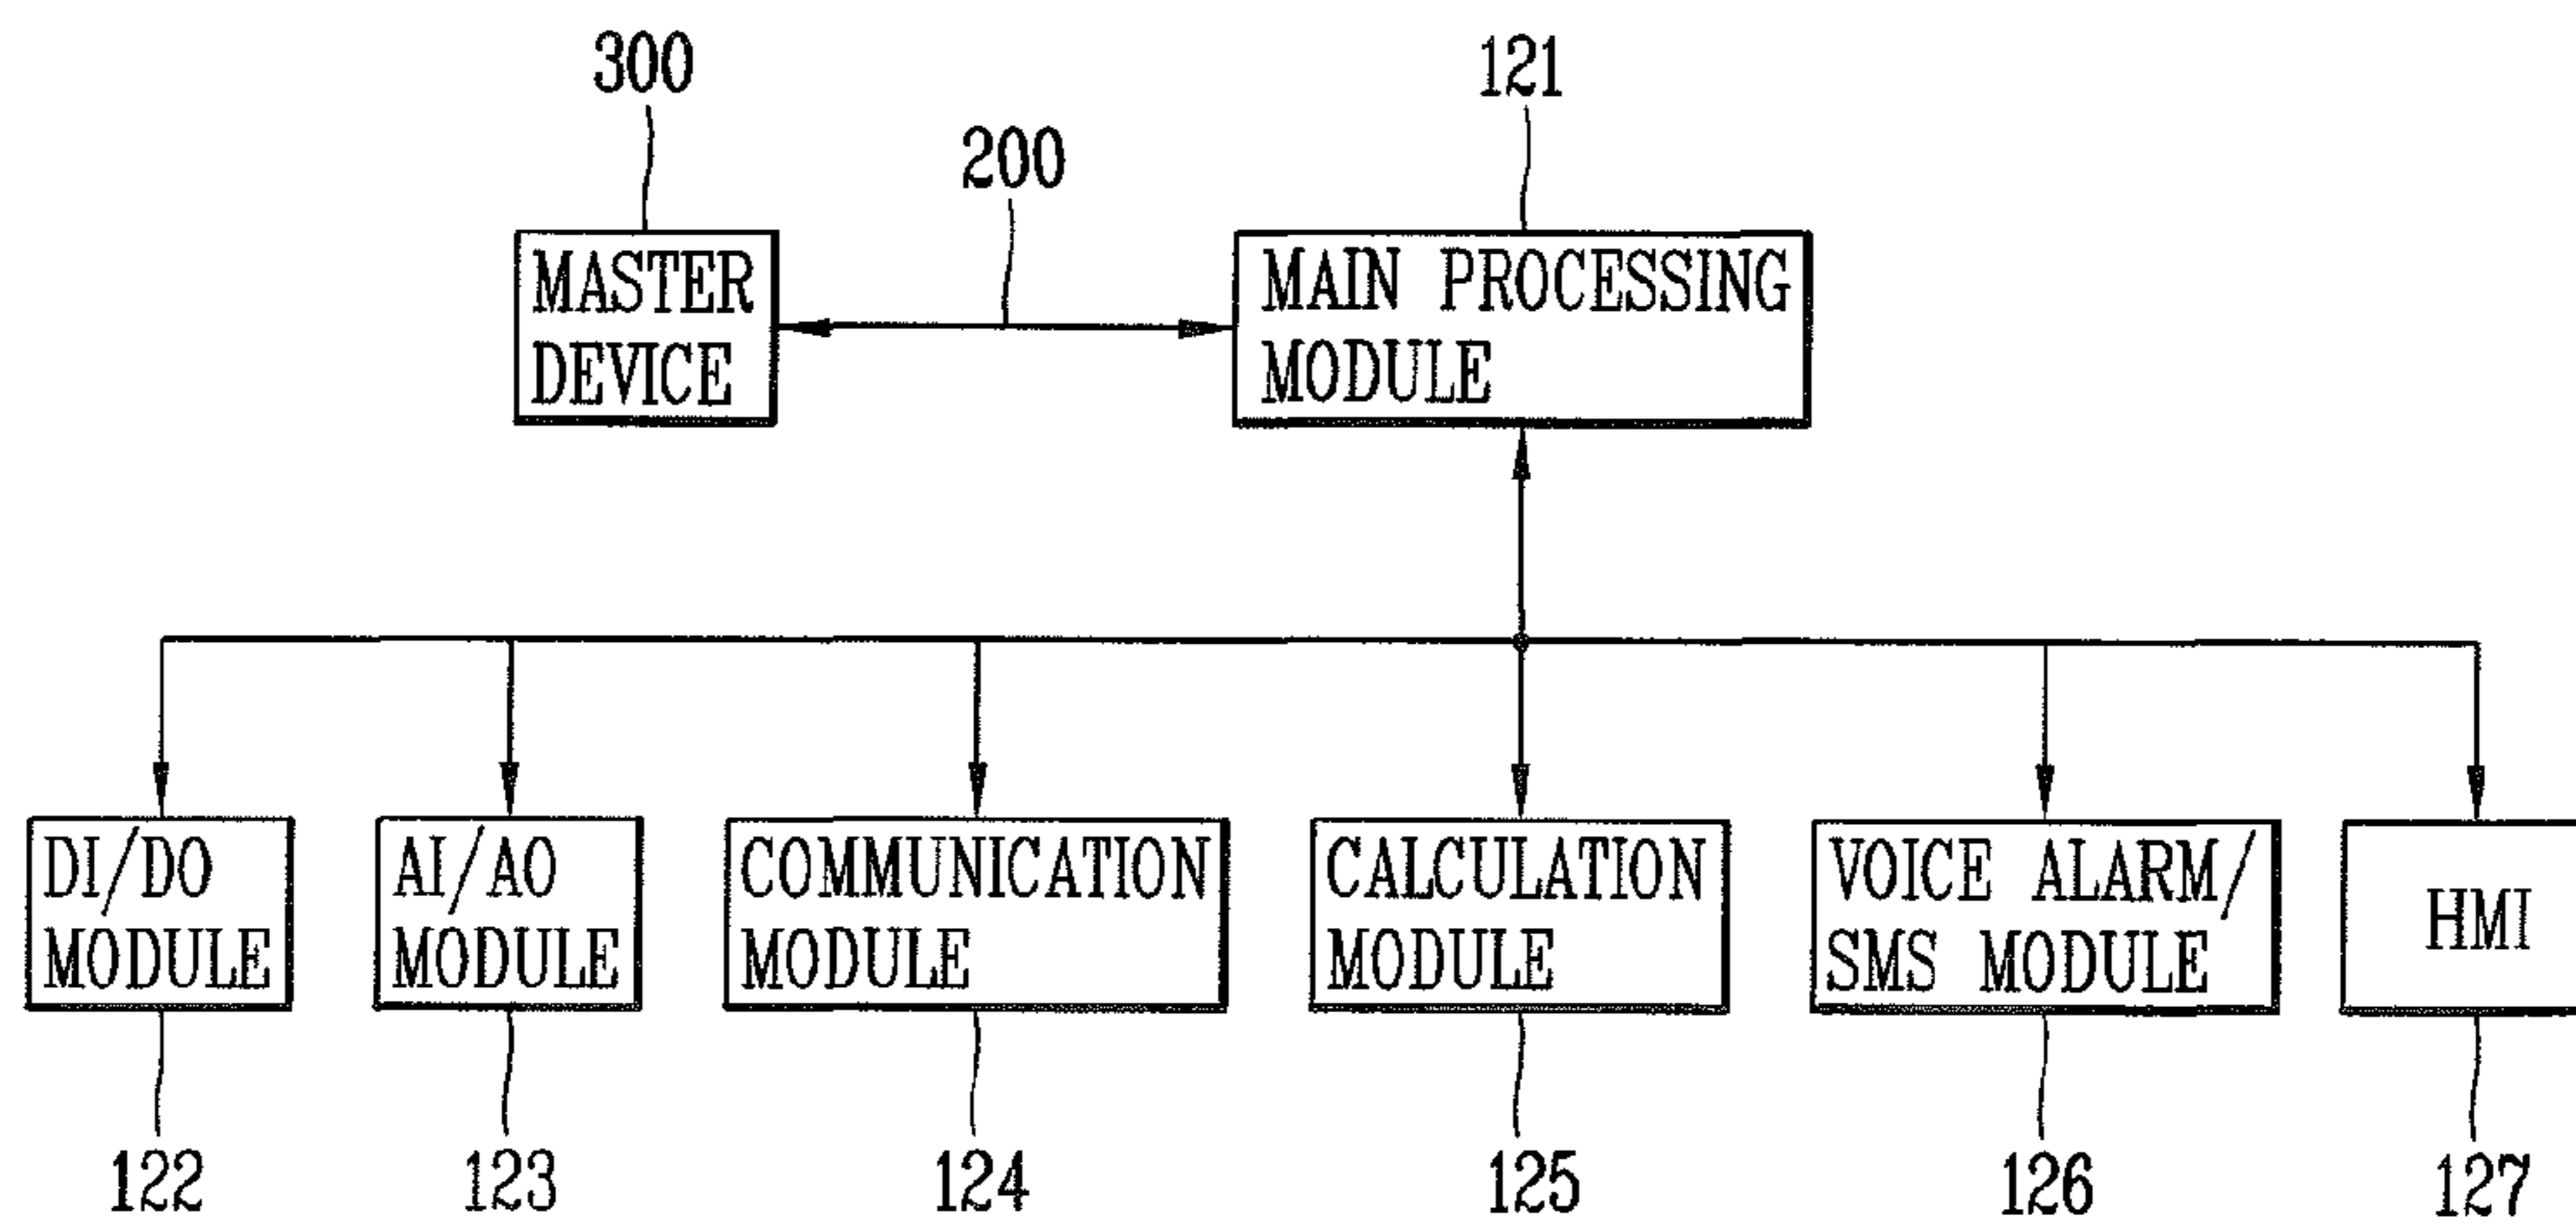 300
121
200
MASTER
DEVICE
MAIN PROCESSING
MODULE
DI/DO
MODULE
AI/AO
MODULE
COMMUNICATION
MODULE
CALCULATION
MODULE
VOICE ALARM/
SMS MODULE
HMI
122
123
124
125
126
127